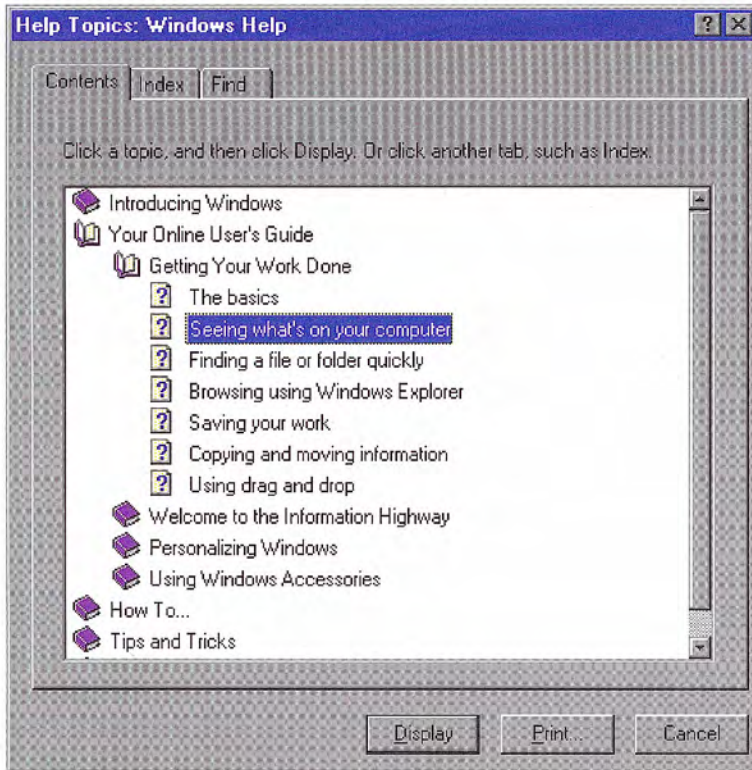 Help Topics: Windows Help
Contents Index Find
Click a topic, and then click Display. Or click another tab, such as Index.
Introducing Windows
Your Online User's Guide
Getting Your Work Done
The basics
Seeing what's on your computer
Finding a file or folder quickly
Browsing using Windows Explorer
Saving your work
Copying and moving information
Using drag and drop
Welcome to the Information Highway
Personalizing Windows
Using Windows Accessories
How To...
Tips and Tricks
Display Print... Cancel